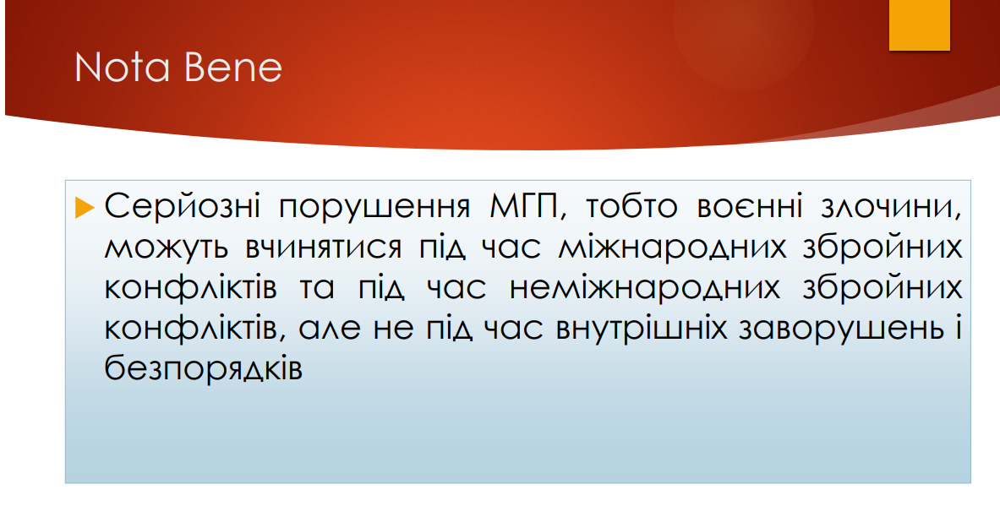 Nota Bene
Серйозні порушення МГП, тобто воєнні злочини,
можуть вчинятися під час міжнародних збройних
конфліктів та під час неміжнародних збройних
конфліктів, але не під час внутрішніх заворушень і
безпорядків